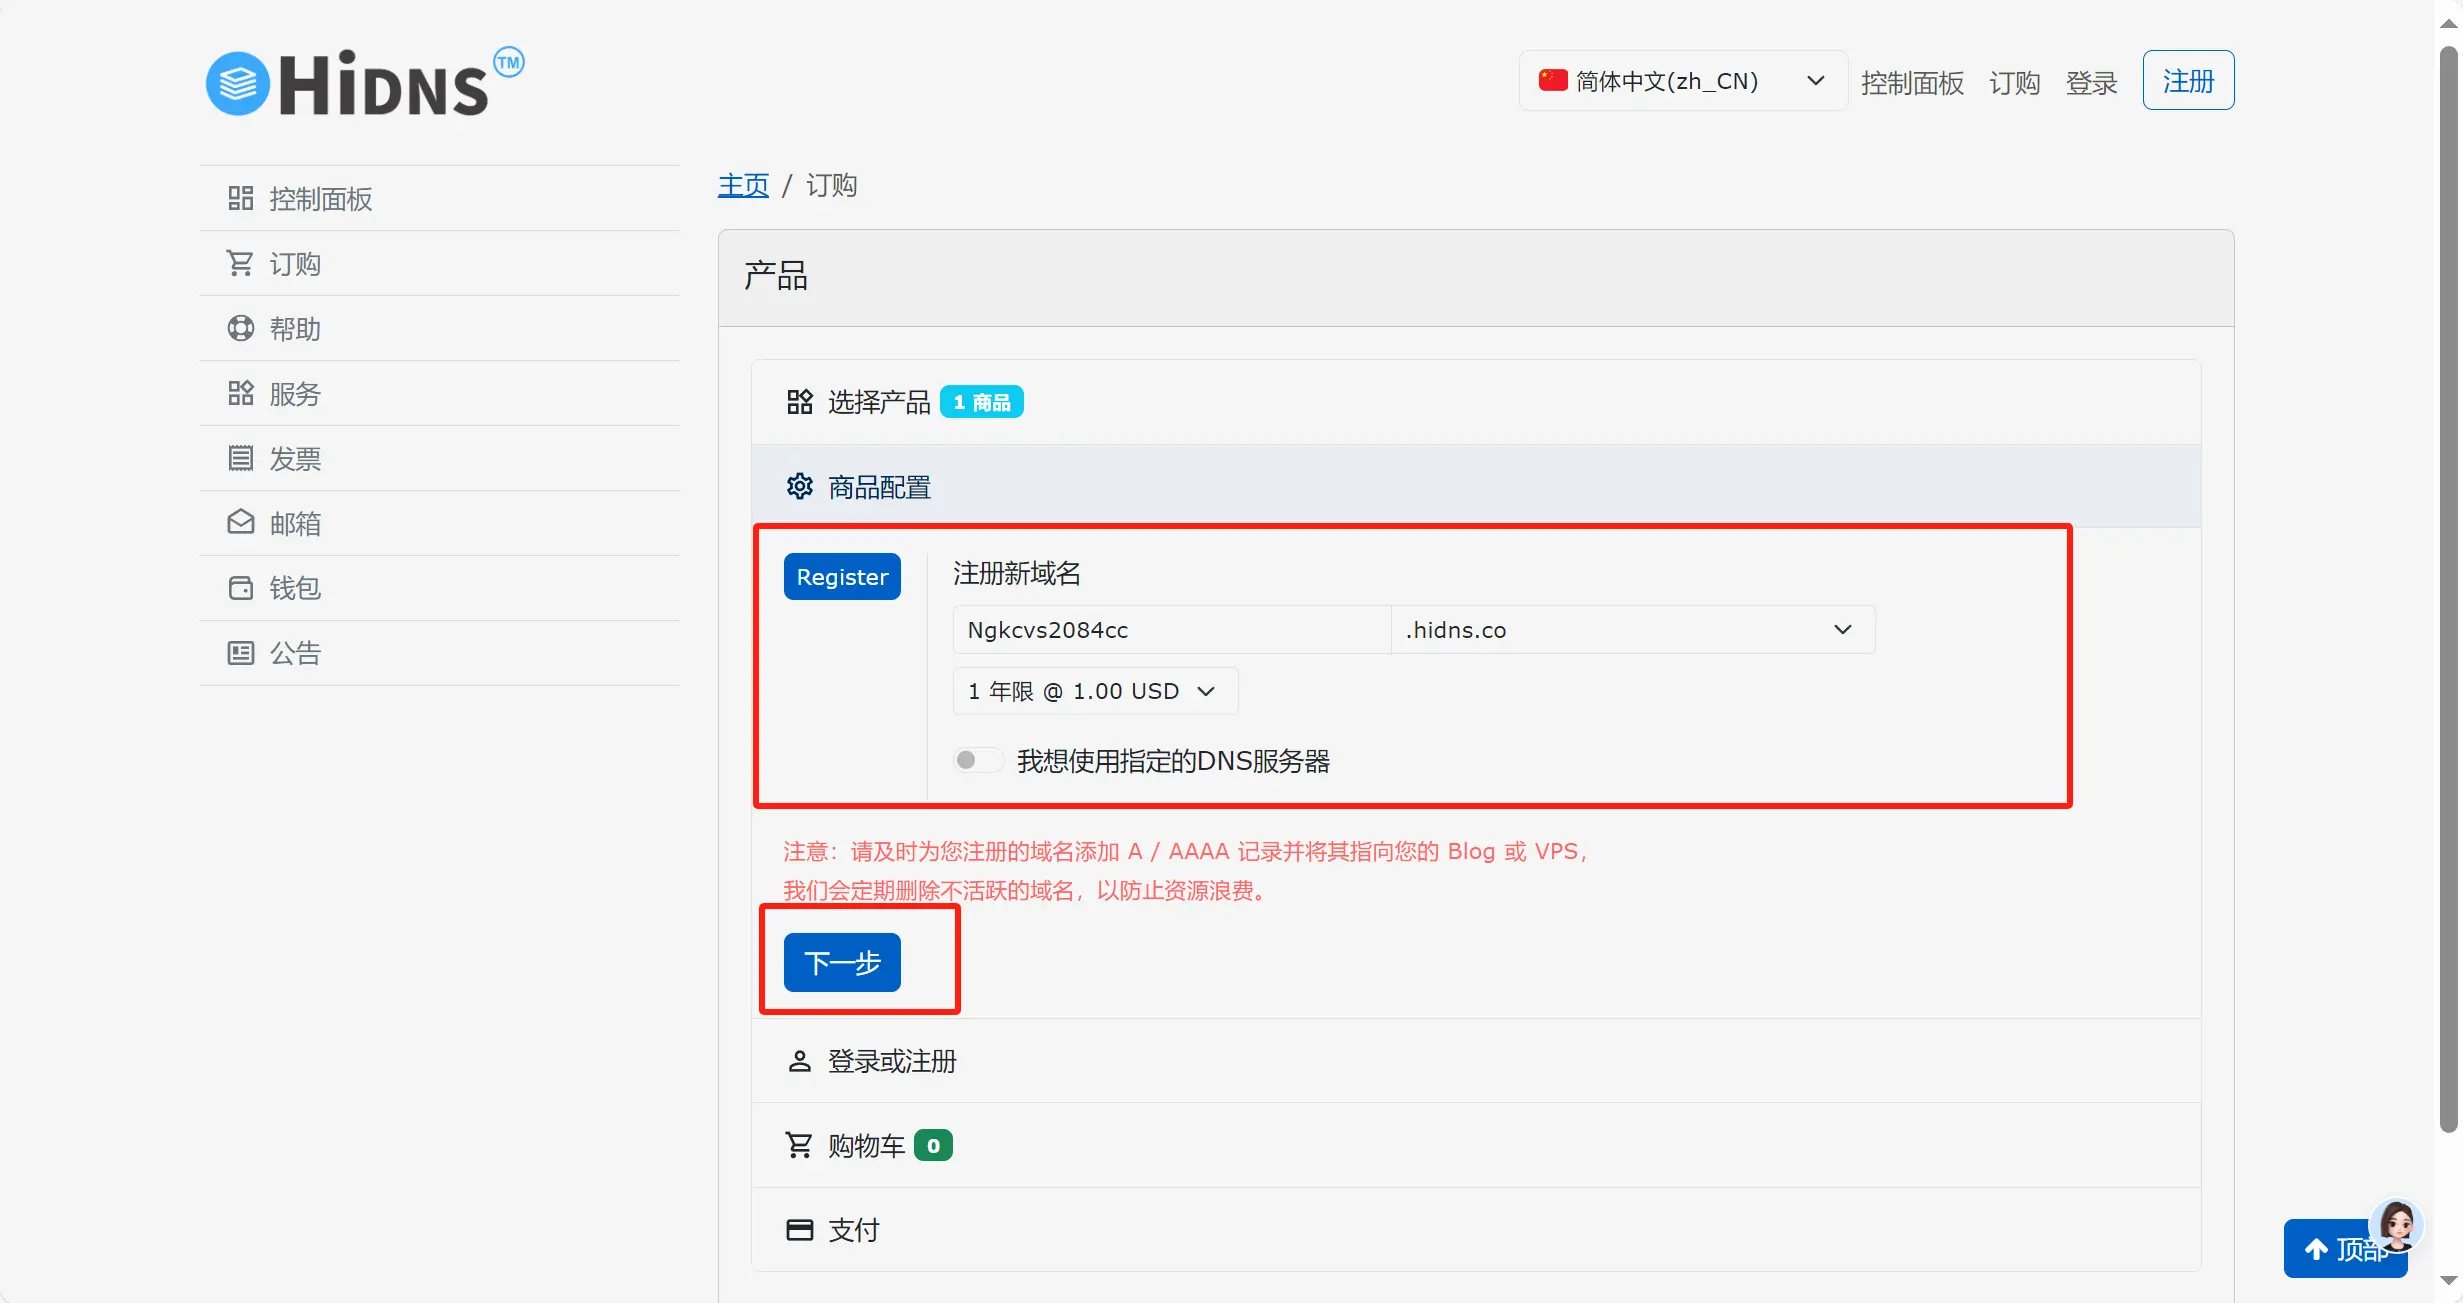 HiDNS TM
简体中文(zh_CN)
控制面板
订购
登录
注册
控制面板
订购
帮助
服务
发票
邮箱
钱包
公告
主页 / 订购
产品
选择产品 1 商品
商品配置
Register
注册新域名
Ngkcvs2084cc
.hidns.co
1 年限 @ 1.00 USD
我想使用指定的DNS服务器
注意：请及时为您注册的域名添加 A / AAAA 记录并将其指向您的 Blog 或 VPS，
我们会定期删除不活跃的域名，以防止资源浪费。
下一步
登录或注册
购物车 0
支付
顶部